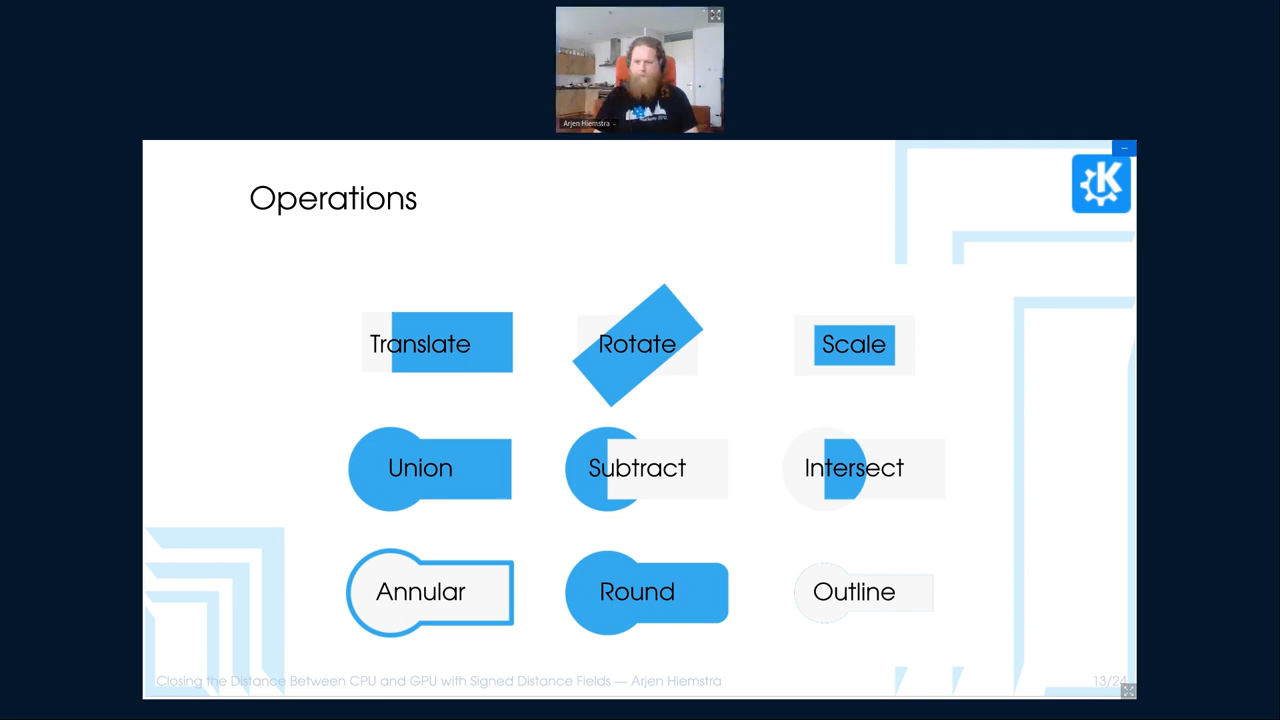 Arjen Hiemstra
Operations
Translate
Rotate
Scale
Union
Subtract
Intersect
Annular
Round
Outline
Closing the Distance Between CPU and GPU with Signed Distance Fields — Arjen Hiemstra
13/24